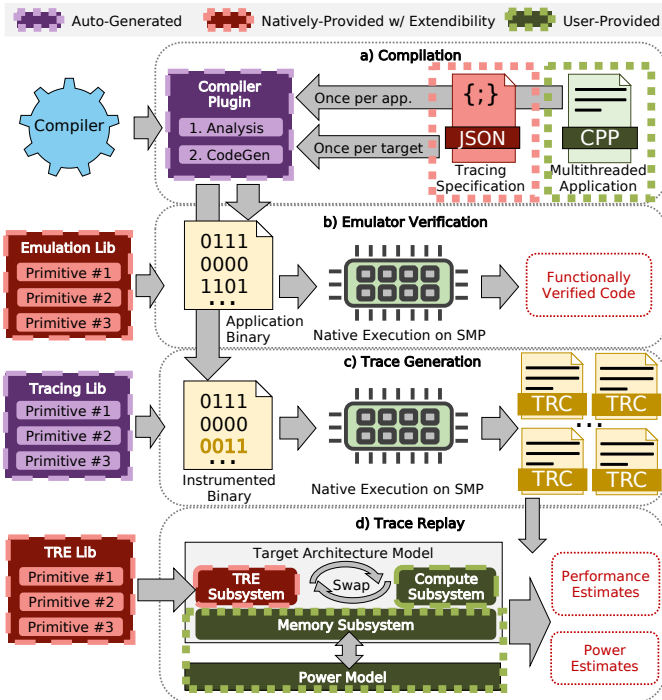 Auto-Generated
Natively-Provided w/ Extendibility
User-Provided
a) Compilation
Compiler
Compiler
Plugin
1. Analysis
2. CodeGen
Once per app.
Once per target
{;}
JSON
CPP
Tracing
Specification
Multithreaded
Application
b) Emulator Verification
Emulation Lib
Primitive #1
Primitive #2
Primitive #3
0111
0000
1101
...
Application
Binary
Native Execution on SMP
Functionally
Verified Code
c) Trace Generation
Tracing Lib
Primitive #1
Primitive #2
Primitive #3
0111
0000
0011
...
Instrumented
Binary
Native Execution on SMP
TRC
TRC
...
TRC
TRC
d) Trace Replay
TRE Lib
Primitive #1
Primitive #2
Primitive #3
Target Architecture Model
TRE
Subsystem
Swap
Compute
Subsystem
Memory Subsystem
Power Model
Performance
Estimates
Power
Estimates